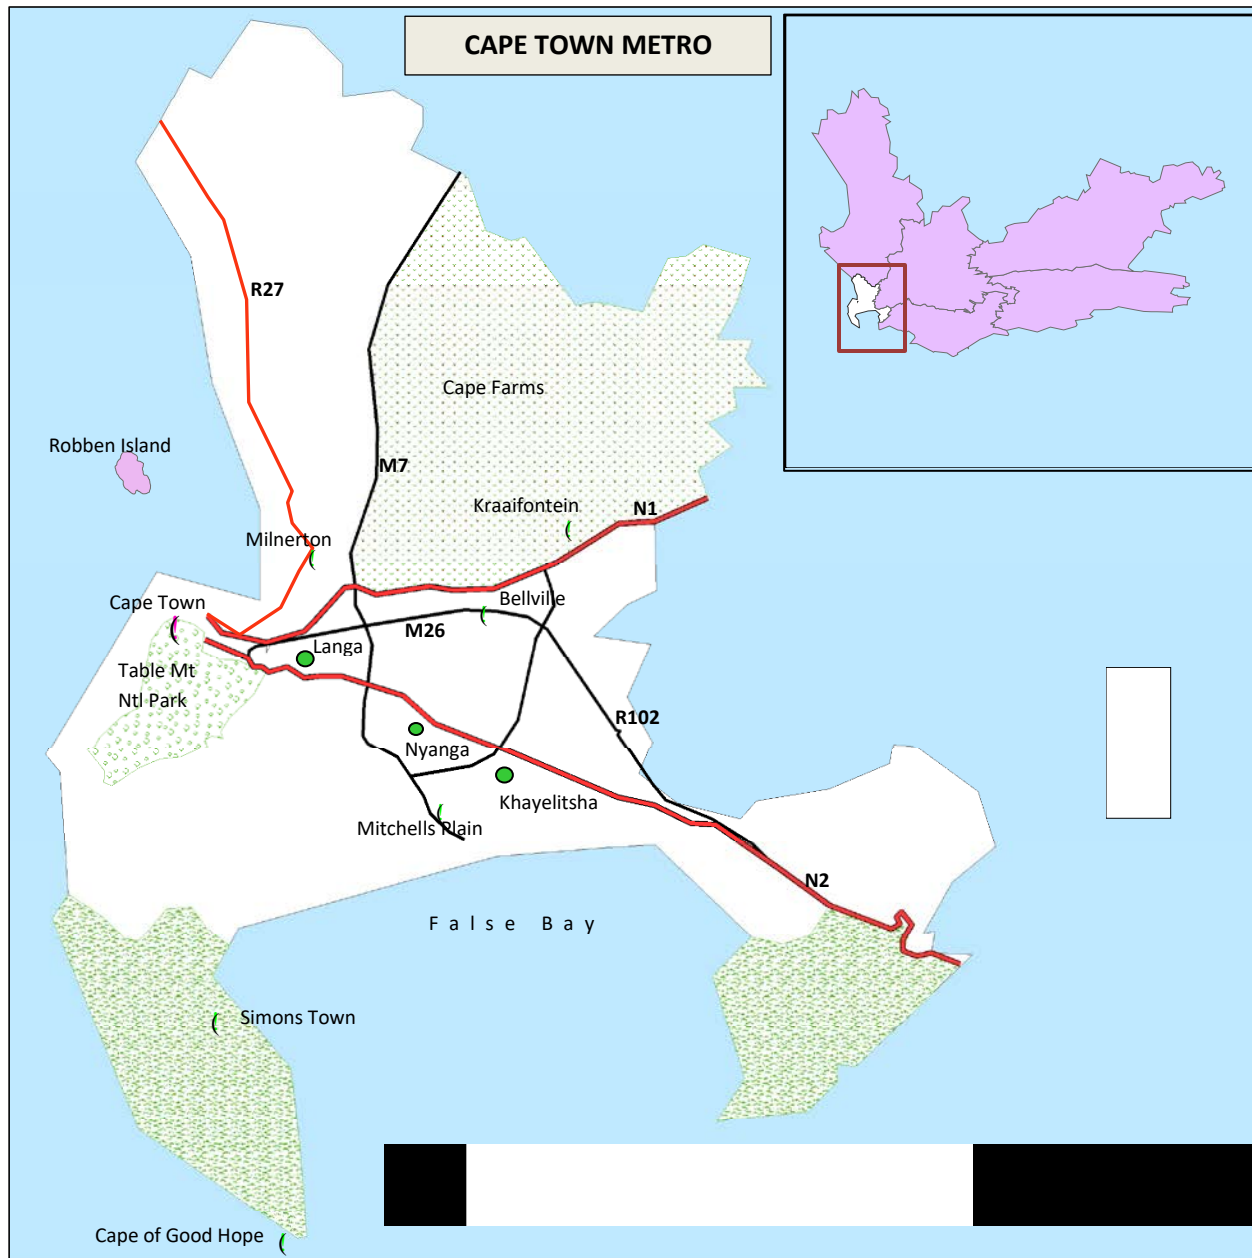 CAPE TOWN METRO
R27
Cape Farms
Robben Island
M7
Kraaifontein
N1
Milnerton
Bellville
Cape Town
M26
Langa
Table Mt
Ntl Park
R102
Nyanga
Khayelitsha
Mitchells Plain
N2
False Bay
Simons Town
Cape of Good Hope